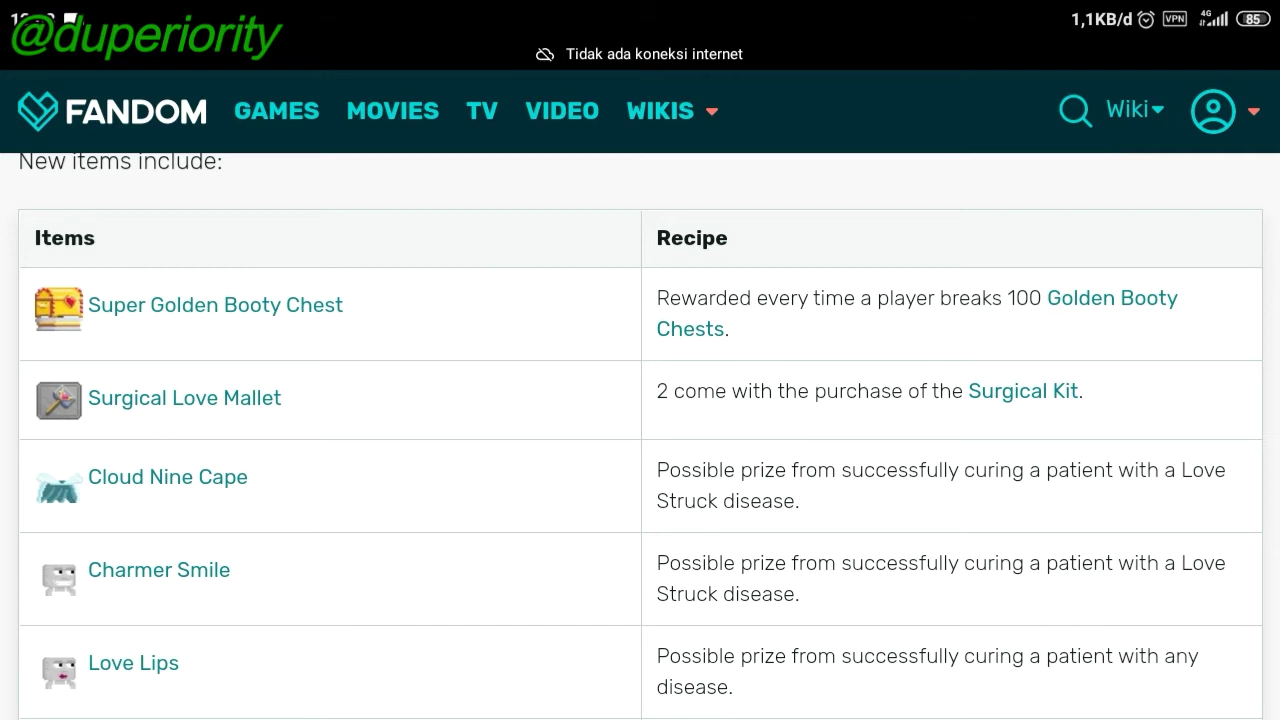 @duperiority
1,1KB/d VPN 4G 85
Tidak ada koneksi internet
FANDOM GAMES MOVIES TV VIDEO WIKIS Wiki
New items include:
Items Recipe
Super Golden Booty Chest
Rewarded every time a player breaks 100 Golden Booty
Chests.
Surgical Love Mallet
2 come with the purchase of the Surgical Kit.
Cloud Nine Cape
Possible prize from successfully curing a patient with a Love
Struck disease.
Charmer Smile
Possible prize from successfully curing a patient with a Love
Struck disease.
Love Lips
Possible prize from successfully curing a patient with any
disease.